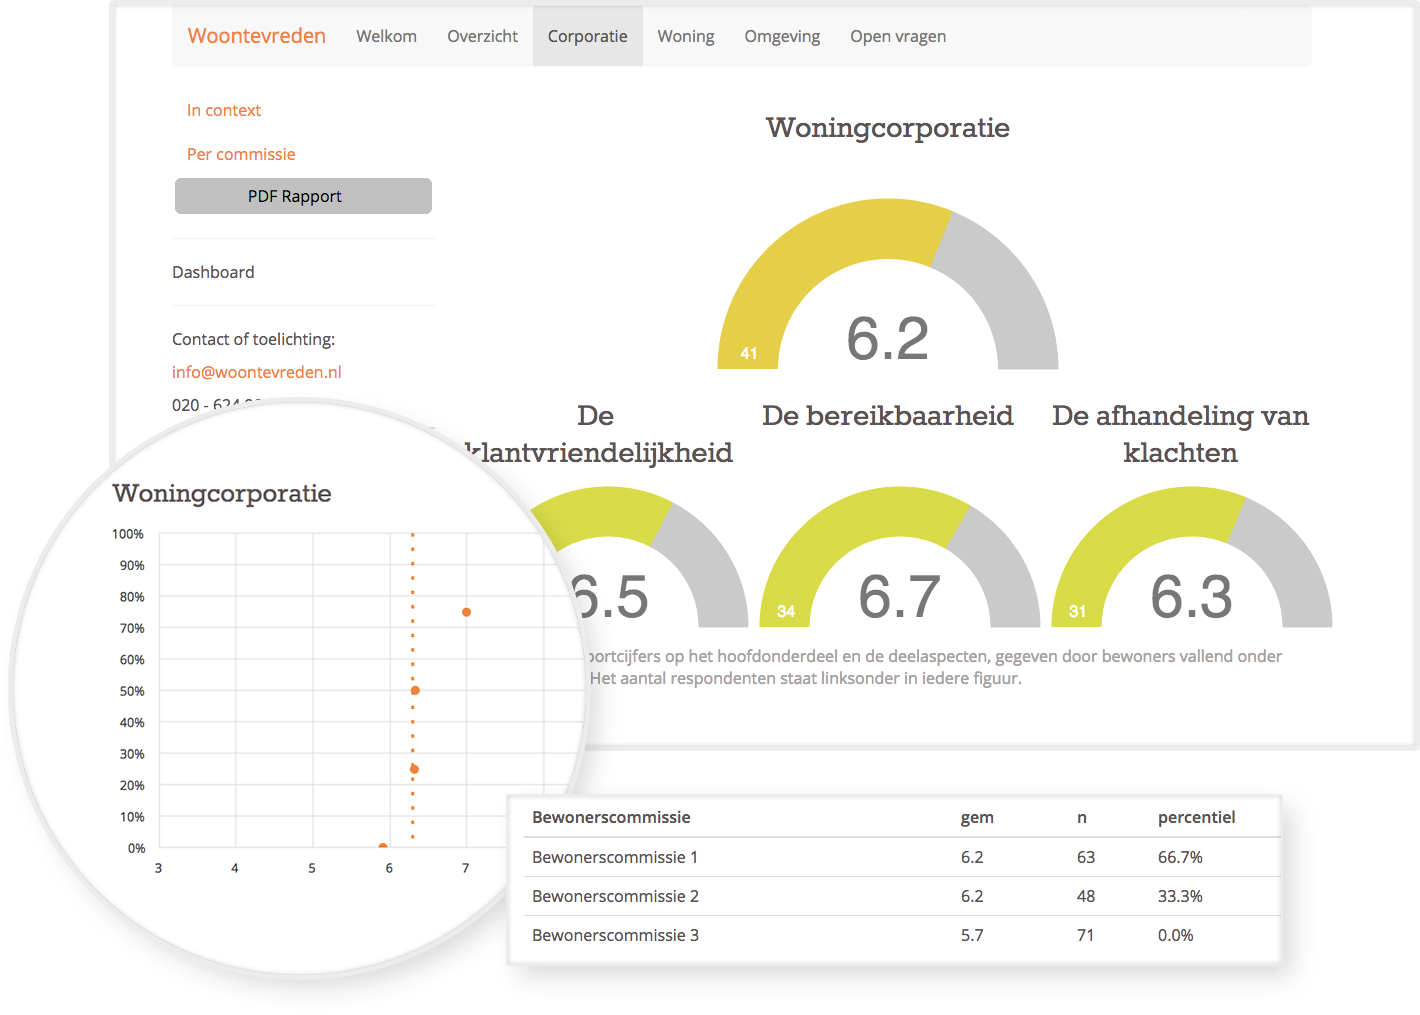 Woontevreden Welkom Overzicht Corporatie Woning Omgeving Open vragen
In context
Per commissie
PDF Rapport
Dashboard
Contact of toelichting:
info@woontevreden.nl
020 - 624
Woningcorporatie
41
6.2
De
klantvriendelijkheid
6.5
De bereikbaarheid
34
6.7
De afhandeling van
klachten
31
6.3
op het hoofdonderdeel en de deelaspecten, gegeven door bewoners vallend onder
Het aantal respondenten staat linksonder in iedere figuur.
Woningcorporatie
100%
90%
80%
70%
60%
50%
40%
30%
20%
10%
0%
3 4 5 6 7
Bewonerscommissie gem n percentiel
Bewonerscommissie 1 6.2 63 66.7%
Bewonerscommissie 2 6.2 48 33.3%
Bewonerscommissie 3 5.7 71 0.0%